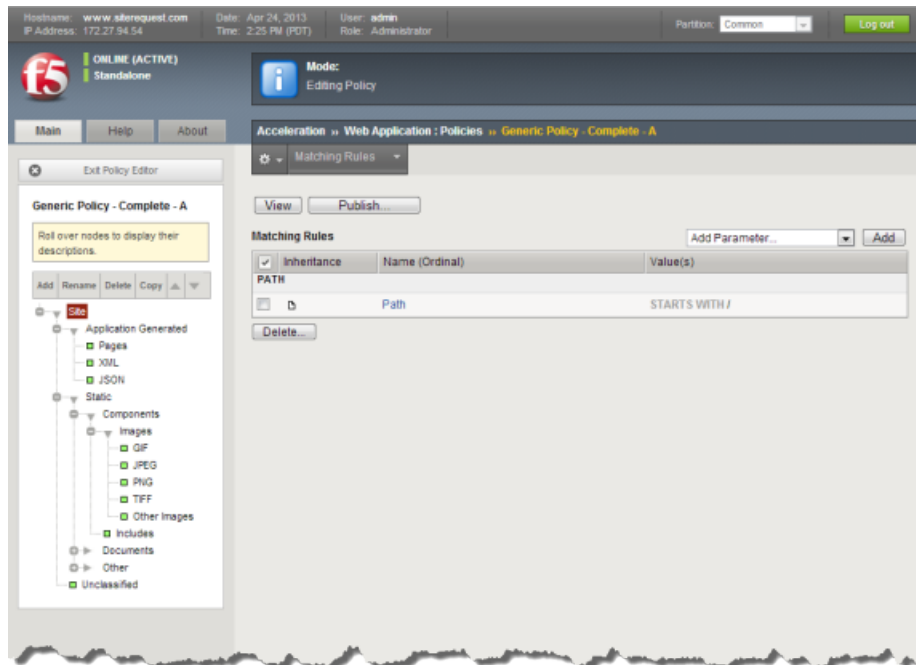 Hostname: www.siterequest.com Date: Apr 24, 2013 User: admin
IP Address: 172.27.94.54 Time: 2:25 PM (PDT) Role: Administrator
Partition: Common Log out
f5
ONLINE (ACTIVE)
Standalone
Mode:
Editing Policy
Main Help About
Acceleration ›› Web Application : Policies ›› Generic Policy - Complete - A
Matching Rules
Exit Policy Editor
Generic Policy - Complete - A
Roll over nodes to display their
descriptions.
Add Rename Delete Copy
Site
Application Generated
Pages
XML
JSON
Static
Components
Images
GIF
JPEG
PNG
TIFF
Other Images
Includes
Documents
Other
Unclassified
View Publish...
Matching Rules Add Parameter... Add
Inheritance Name (Ordinal) Value(s)
PATH
Path STARTS WITH /
Delete...